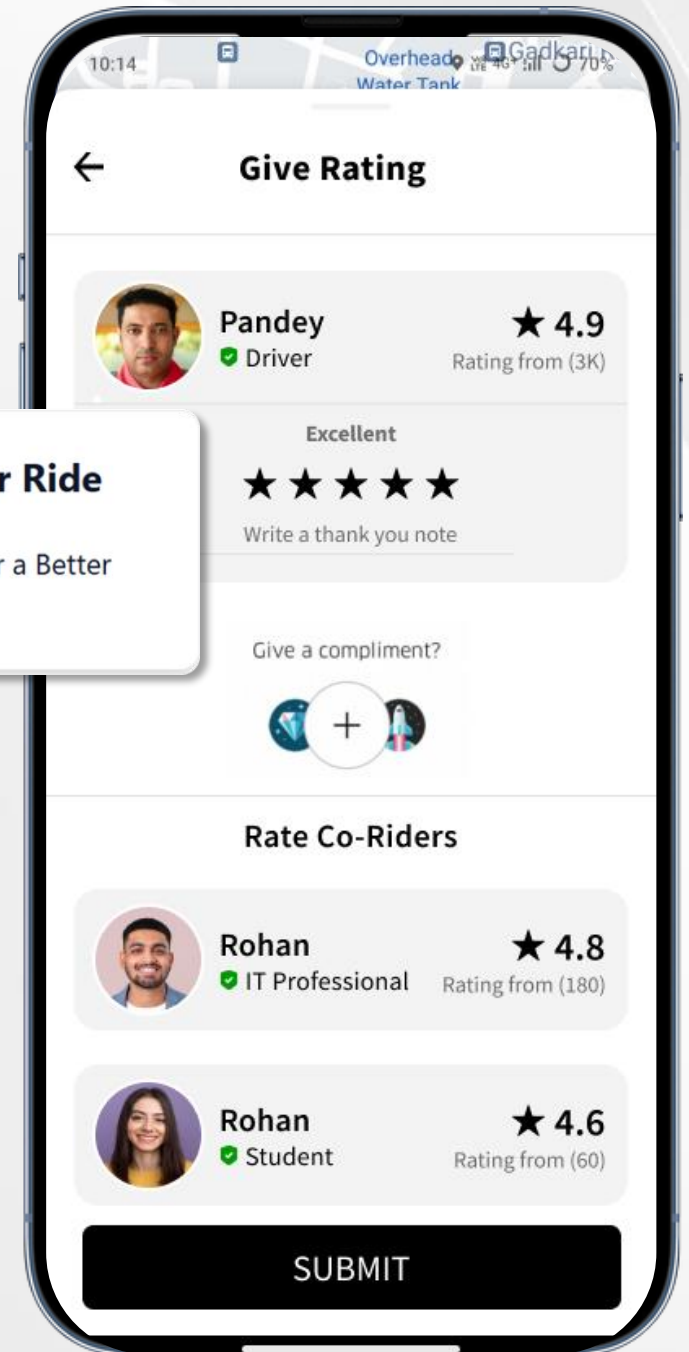 10:14
Overhead Gadkari
Water Tank
4G+ 70%
Give Rating
Pandey
4.9
Driver
Rating from (3K)
Excellent
r Ride
r a Better
Write a thank you note
Give a compliment?
+
Rate Co-Riders
Rohan
4.8
IT Professional
Rating from (180)
Rohan
4.6
Student
Rating from (60)
SUBMIT